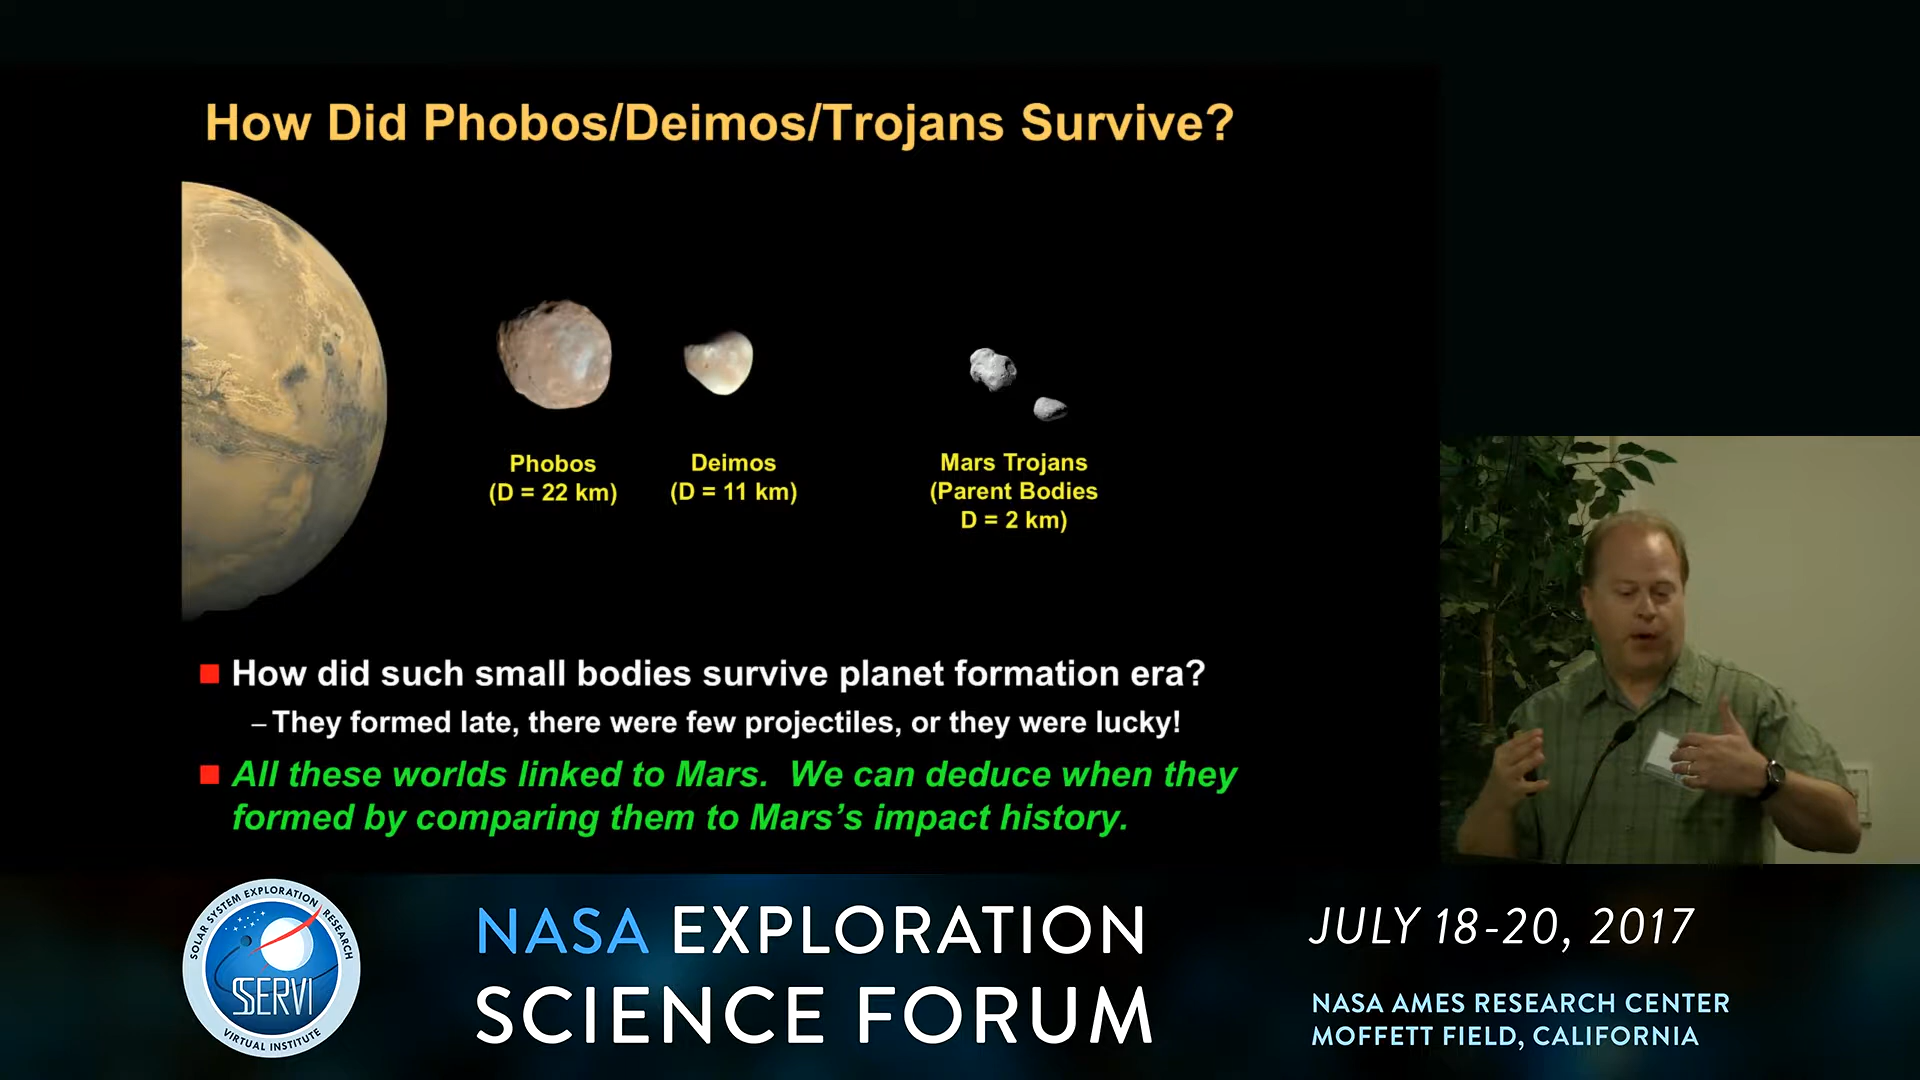 How Did Phobos/Deimos/Trojans Survive?
Phobos
(D = 22 km)
Deimos
(D = 11 km)
Mars Trojans
(Parent Bodies
D = 2 km)
How did such small bodies survive planet formation era?
– They formed late, there were few projectiles, or they were lucky!
All these worlds linked to Mars. We can deduce when they
formed by comparing them to Mars's impact history.
SOLAR SYSTEM EXPLORATION RESEARCH
SSERVI
VIRTUAL INSTITUTE
NASA EXPLORATION
SCIENCE FORUM
JULY 18-20, 2017
NASA AMES RESEARCH CENTER
MOFFETT FIELD, CALIFORNIA